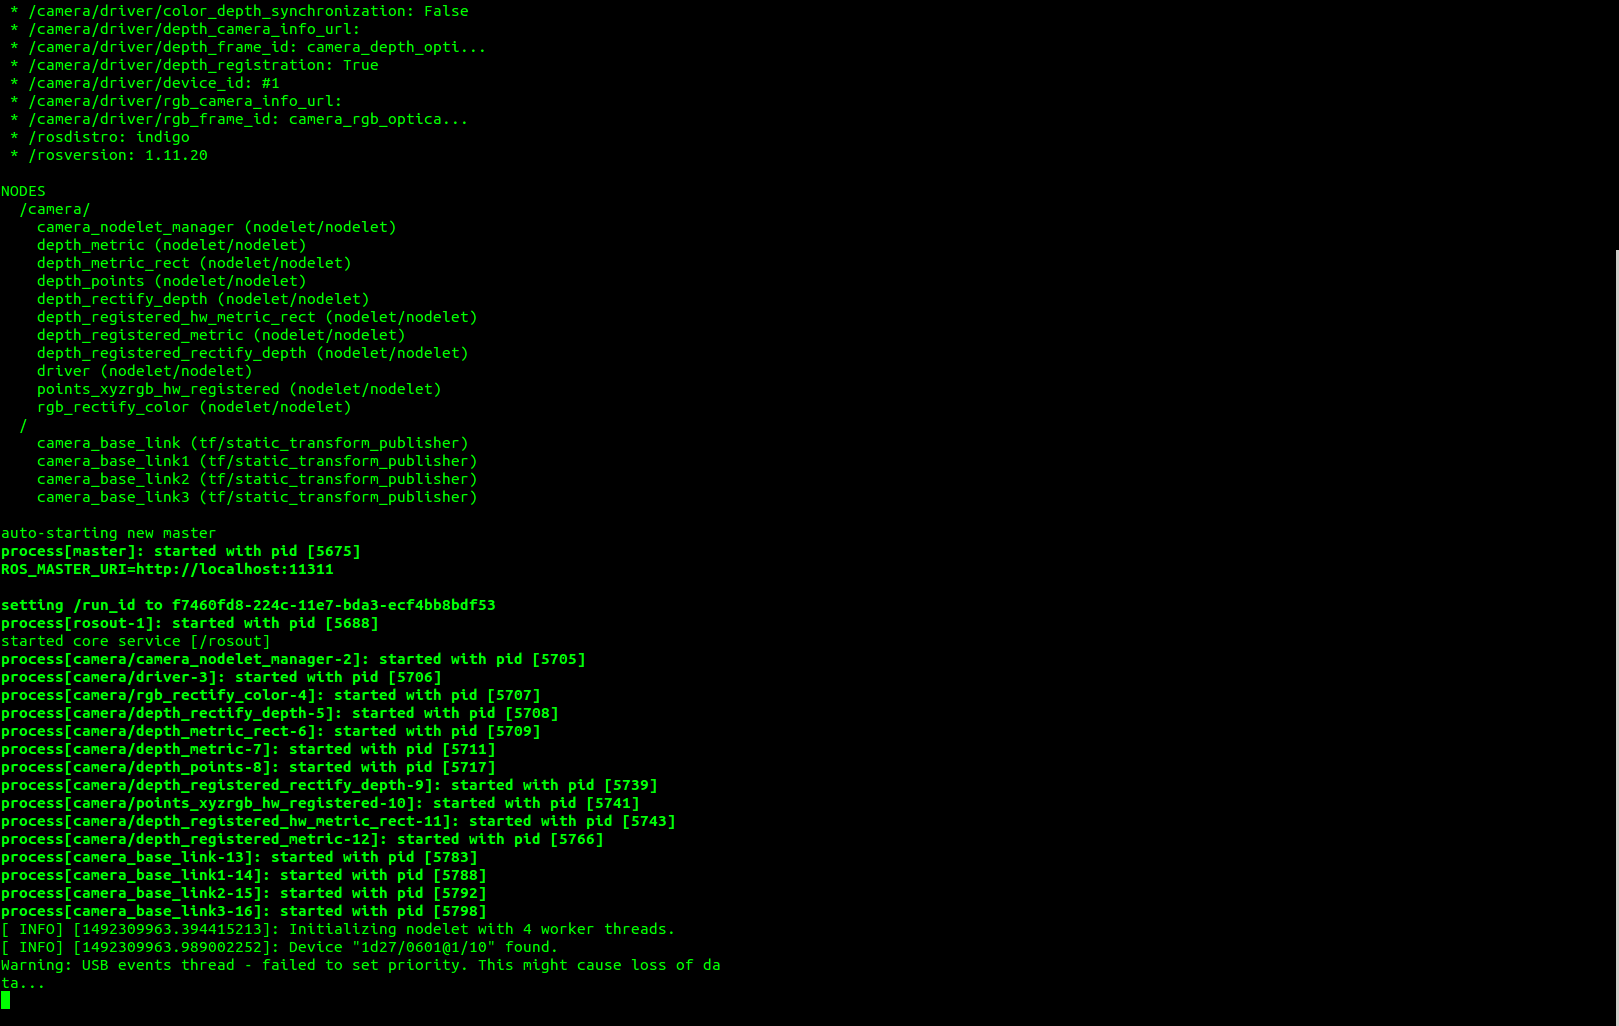 * /camera/driver/color_depth_synchronization: False
 * /camera/driver/depth_camera_info_url:
 * /camera/driver/depth_frame_id: camera_depth_opti...
 * /camera/driver/depth_registration: True
 * /camera/driver/device_id: #1
 * /camera/driver/rgb_camera_info_url:
 * /camera/driver/rgb_frame_id: camera_rgb_optica...
 * /rosdistro: indigo
 * /rosversion: 1.11.20

NODES
  /camera/
    camera_nodelet_manager (nodelet/nodelet)
    depth_metric (nodelet/nodelet)
    depth_metric_rect (nodelet/nodelet)
    depth_points (nodelet/nodelet)
    depth_rectify_depth (nodelet/nodelet)
    depth_registered_hw_metric_rect (nodelet/nodelet)
    depth_registered_metric (nodelet/nodelet)
    depth_registered_rectify_depth (nodelet/nodelet)
    driver (nodelet/nodelet)
    points_xyzrgb_hw_registered (nodelet/nodelet)
    rgb_rectify_color (nodelet/nodelet)
  /
    camera_base_link (tf/static_transform_publisher)
    camera_base_link1 (tf/static_transform_publisher)
    camera_base_link2 (tf/static_transform_publisher)
    camera_base_link3 (tf/static_transform_publisher)

auto-starting new master
process[master]: started with pid [5675]
ROS_MASTER_URI=http://localhost:11311

setting /run_id to f7460fd8-224c-11e7-bda3-ecf4bb8bdf53
process[rosout-1]: started with pid [5688]
started core service [/rosout]
process[camera/camera_nodelet_manager-2]: started with pid [5705]
process[camera/driver-3]: started with pid [5706]
process[camera/rgb_rectify_color-4]: started with pid [5707]
process[camera/depth_rectify_depth-5]: started with pid [5708]
process[camera/depth_metric_rect-6]: started with pid [5709]
process[camera/depth_metric-7]: started with pid [5711]
process[camera/depth_points-8]: started with pid [5717]
process[camera/depth_registered_rectify_depth-9]: started with pid [5739]
process[camera/points_xyzrgb_hw_registered-10]: started with pid [5741]
process[camera/depth_registered_hw_metric_rect-11]: started with pid [5743]
process[camera/depth_registered_metric-12]: started with pid [5766]
process[camera_base_link-13]: started with pid [5783]
process[camera_base_link1-14]: started with pid [5788]
process[camera_base_link2-15]: started with pid [5792]
process[camera_base_link3-16]: started with pid [5798]
[ INFO] [1492309963.394415213]: Initializing nodelet with 4 worker threads.
[ INFO] [1492309963.989002252]: Device "1d27/0601@1/10" found.
Warning: USB events thread - failed to set priority. This might cause loss of da
ta...